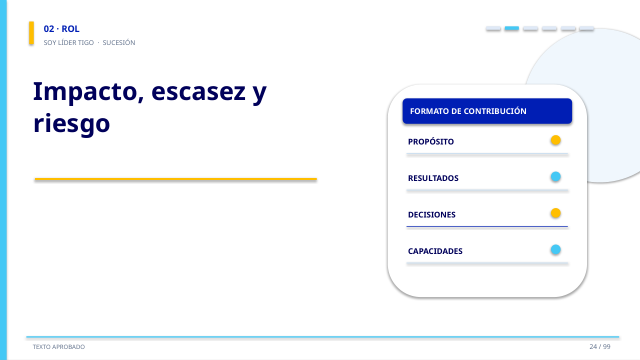 02 · ROL
SOY LÍDER TIGO · SUCESIÓN
Impacto, escasez y
riesgo
FORMATO DE CONTRIBUCIÓN
PROPÓSITO
RESULTADOS
DECISIONES
CAPACIDADES
TEXTO APROBADO
24 / 99